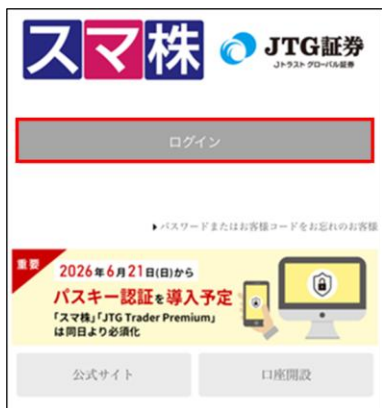 スマ株 JTG証券
Jトラスト グローバル証券
ログイン
▶パスワードまたはお客様コードをお忘れのお客様
重要
2026年6月21日(日)から
パスキー認証を導入予定
「スマ株」「JTG Trader Premium」
は同日より必須化
公式サイト 口座開設